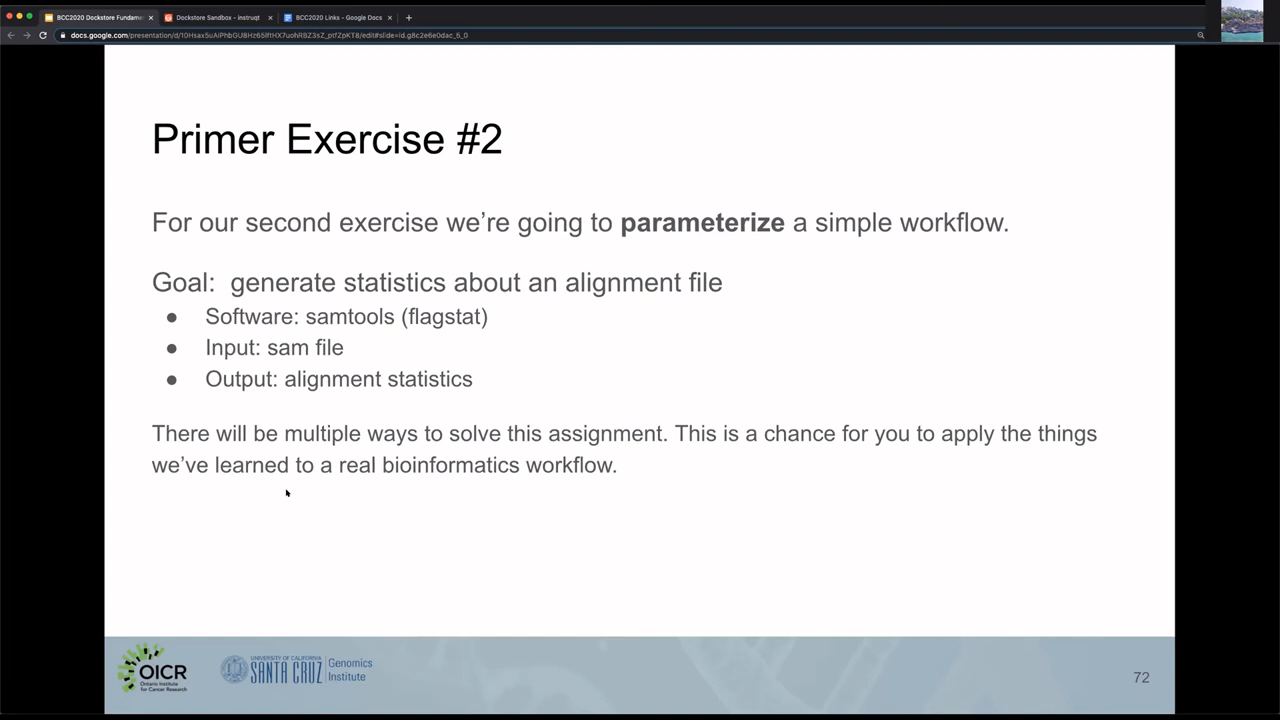 BCC2020 Dockstore Fundam
Dockstore Sandbox - instruqt
BCC2020 Links - Google Docs
Primer Exercise #2
For our second exercise we’re going to parameterize a simple workflow.
Goal: generate statistics about an alignment file
● Software: samtools (flagstat)
● Input: sam file
● Output: alignment statistics
There will be multiple ways to solve this assignment. This is a chance for you to apply the things
we’ve learned to a real bioinformatics workflow.
OICR
Ontario Institute
for Cancer Research
UNIVERSITY OF CALIFORNIA
SANTA CRUZ
Genomics
Institute
72